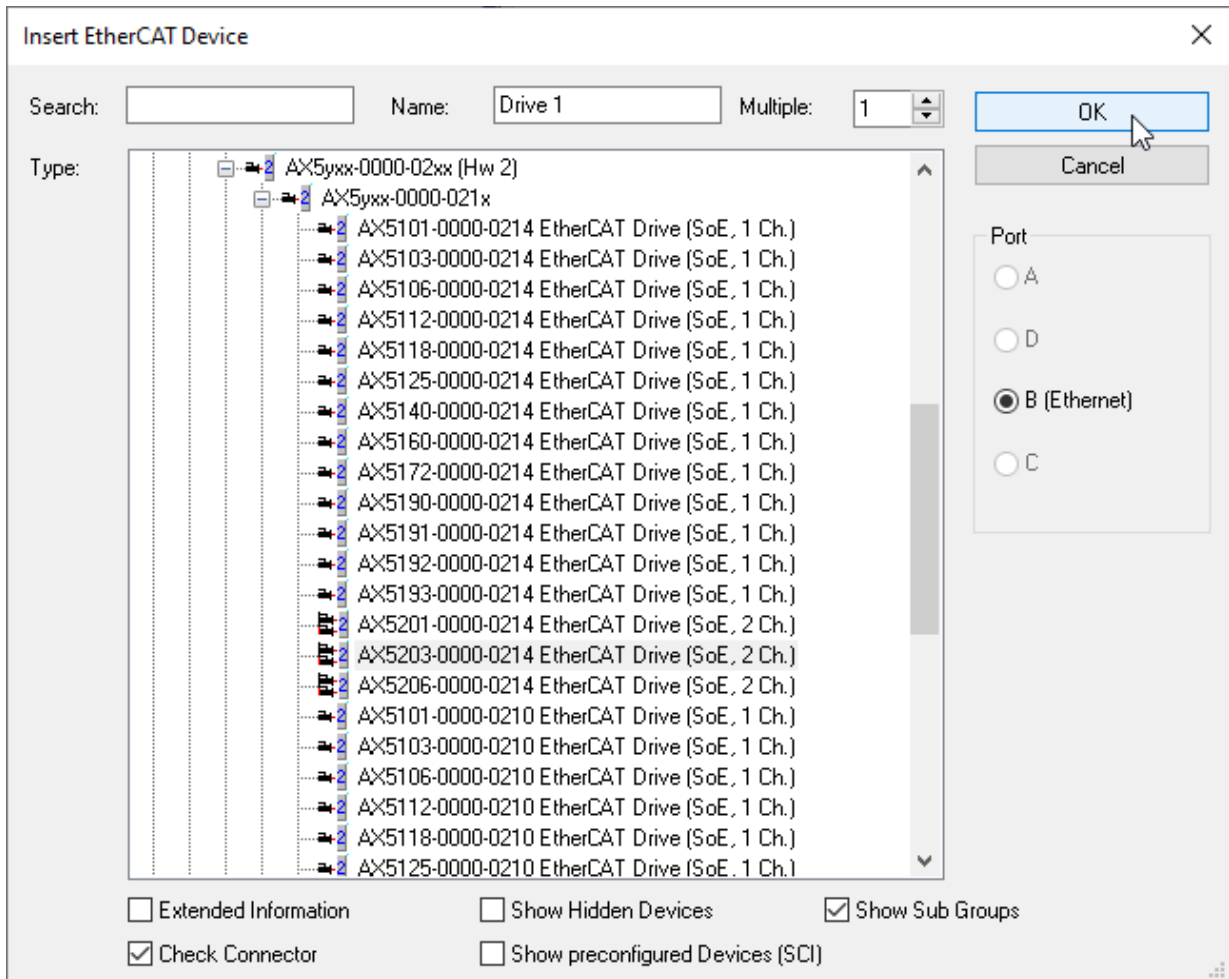 Insert EtherCAT Device
Search: Name: Drive 1 Multiple: 1 OK
Type: Cancel
AX5yxx-0000-02xx (Hw 2)
AX5yxx-0000-021x
AX5101-0000-0214 EtherCAT Drive (SoE, 1 Ch.)
AX5103-0000-0214 EtherCAT Drive (SoE, 1 Ch.)
AX5106-0000-0214 EtherCAT Drive (SoE, 1 Ch.)
AX5112-0000-0214 EtherCAT Drive (SoE, 1 Ch.)
AX5118-0000-0214 EtherCAT Drive (SoE, 1 Ch.)
AX5125-0000-0214 EtherCAT Drive (SoE, 1 Ch.)
AX5140-0000-0214 EtherCAT Drive (SoE, 1 Ch.)
AX5160-0000-0214 EtherCAT Drive (SoE, 1 Ch.)
AX5172-0000-0214 EtherCAT Drive (SoE, 1 Ch.)
AX5190-0000-0214 EtherCAT Drive (SoE, 1 Ch.)
AX5191-0000-0214 EtherCAT Drive (SoE, 1 Ch.)
AX5192-0000-0214 EtherCAT Drive (SoE, 1 Ch.)
AX5193-0000-0214 EtherCAT Drive (SoE, 1 Ch.)
AX5201-0000-0214 EtherCAT Drive (SoE, 2 Ch.)
AX5203-0000-0214 EtherCAT Drive (SoE, 2 Ch.)
AX5206-0000-0214 EtherCAT Drive (SoE, 2 Ch.)
AX5101-0000-0210 EtherCAT Drive (SoE, 1 Ch.)
AX5103-0000-0210 EtherCAT Drive (SoE, 1 Ch.)
AX5106-0000-0210 EtherCAT Drive (SoE, 1 Ch.)
AX5112-0000-0210 EtherCAT Drive (SoE, 1 Ch.)
AX5118-0000-0210 EtherCAT Drive (SoE, 1 Ch.)
AX5125-0000-0210 EtherCAT Drive (SoE, 1 Ch.)
Port
A
D
B (Ethernet)
C
Extended Information Show Hidden Devices Show Sub Groups
Check Connector Show preconfigured Devices (SCI)